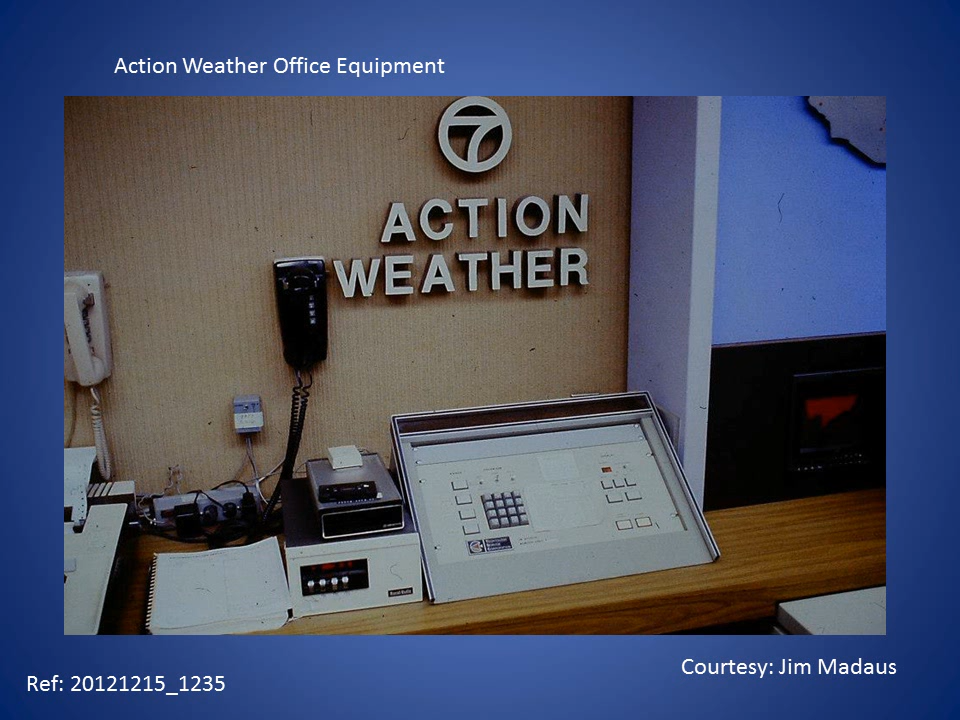 Action Weather Office Equipment
7
ACTION
WEATHER
Courtesy: Jim Madaus
Ref: 20121215_1235